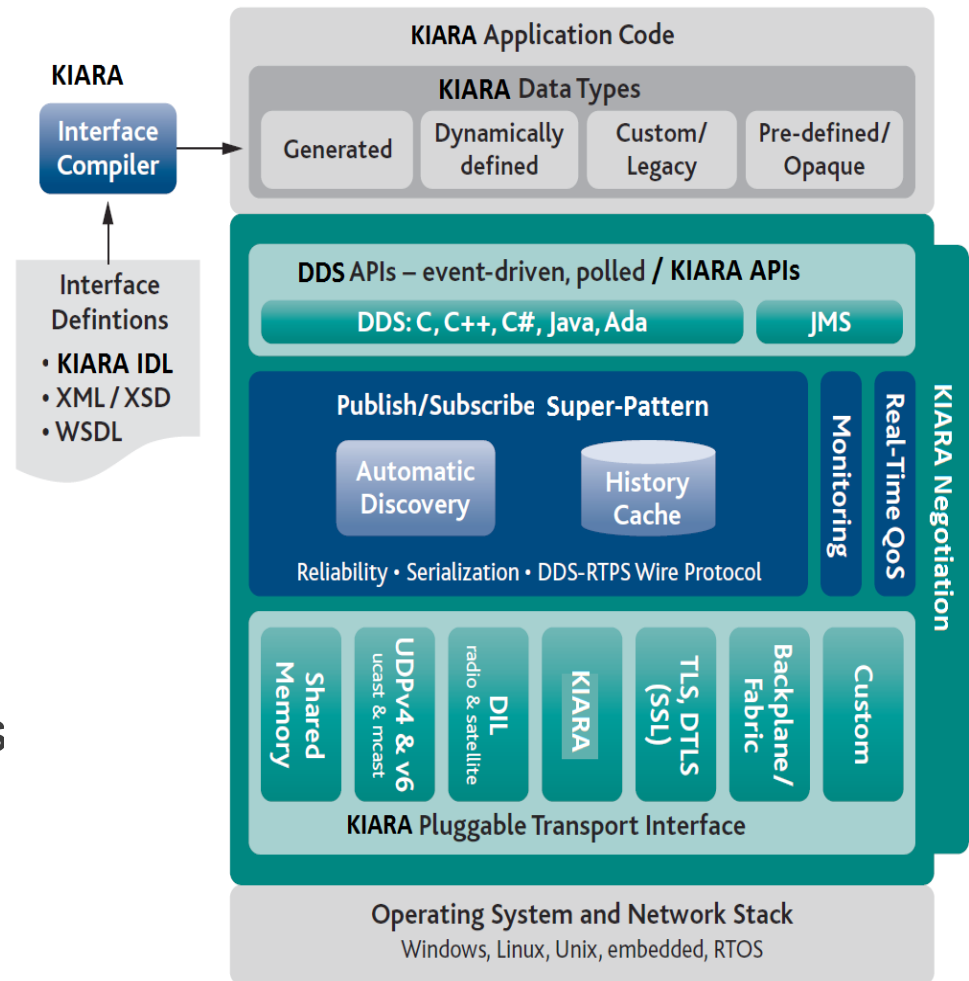 KIARA Application Code
KIARA
KIARA Data Types
Interface
Compiler
Generated
Dynamically
defined
Custom/
Legacy
Pre-defined/
Opaque
Interface
Defintions
• KIARA IDL
• XML / XSD
• WSDL
DDS APIs – event-driven, polled / KIARA APIs
DDS: C, C++, C#, Java, Ada
JMS
Publish/Subscribe Super-Pattern
Automatic
Discovery
History
Cache
Reliability • Serialization • DDS-RTPS Wire Protocol
Monitoring
Real-Time QoS
KIARA Negotiation
Shared
Memory
UDPv4 & v6
ucast & mcast
DIL
radio & satellite
KIARA
TLS, DTLS
(SSL)
Backplane/
Fabric
Custom
KIARA Pluggable Transport Interface
Operating System and Network Stack
Windows, Linux, Unix, embedded, RTOS